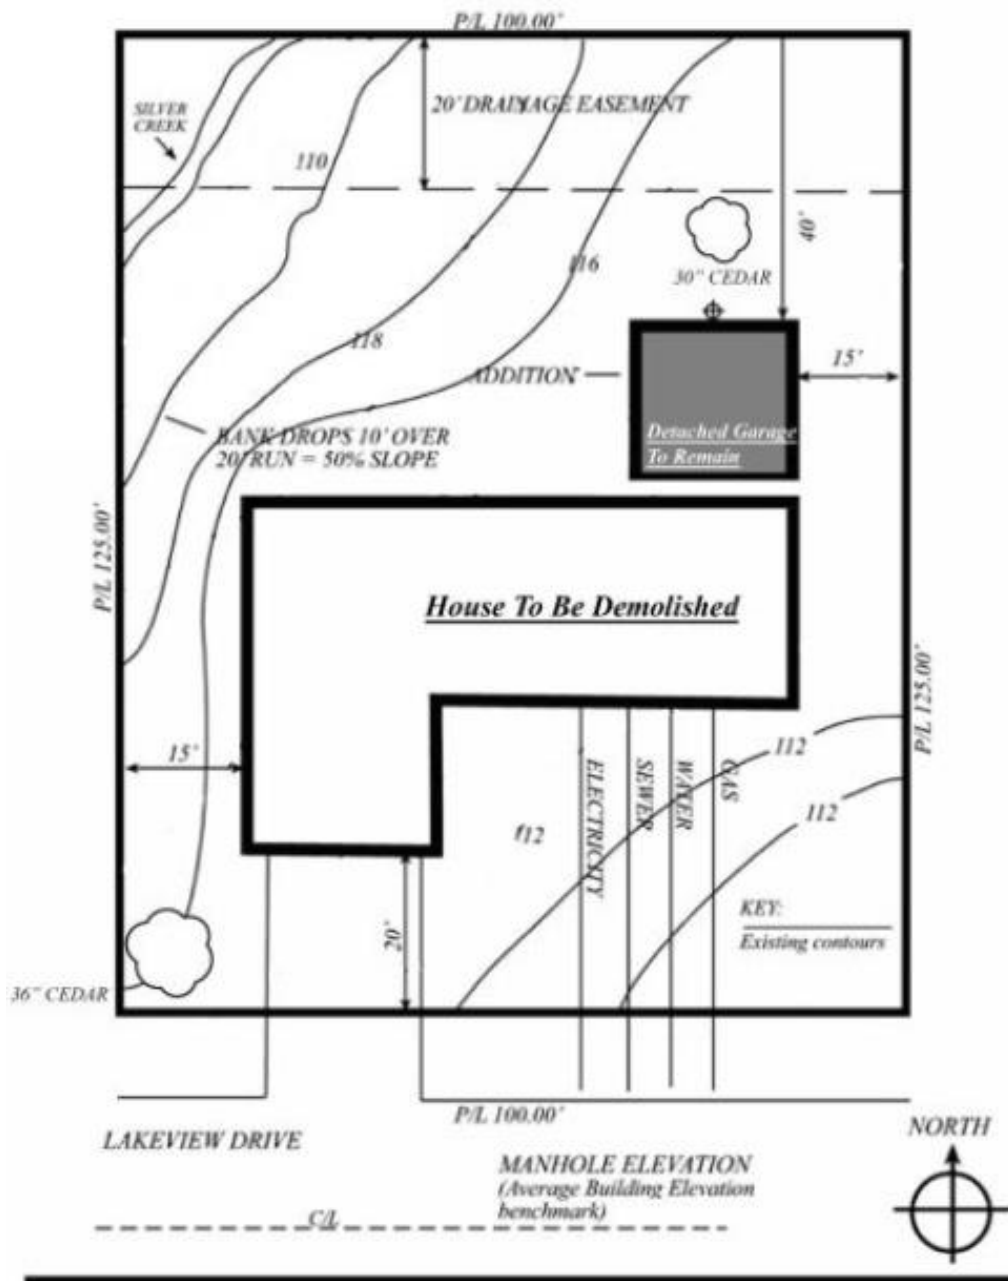 P/L 100.00'
SILVER
CREEK
20' DRAINAGE EASEMENT
110
40'
116
30" CEDAR
118
ADDITION
15'
BANK DROPS 10' OVER
20' RUN = 50% SLOPE
Detached Garage
To Remain
P/L 125.00'
House To Be Demolished
P/L 125.00'
15'
112
ELECTRICITY
SEWER
WATER
GAS
112
112
20'
KEY:
Existing contours
36" CEDAR
P/L 100.00'
LAKEVIEW DRIVE
NORTH
MANHOLE ELEVATION
(Average Building Elevation
benchmark)
C/L